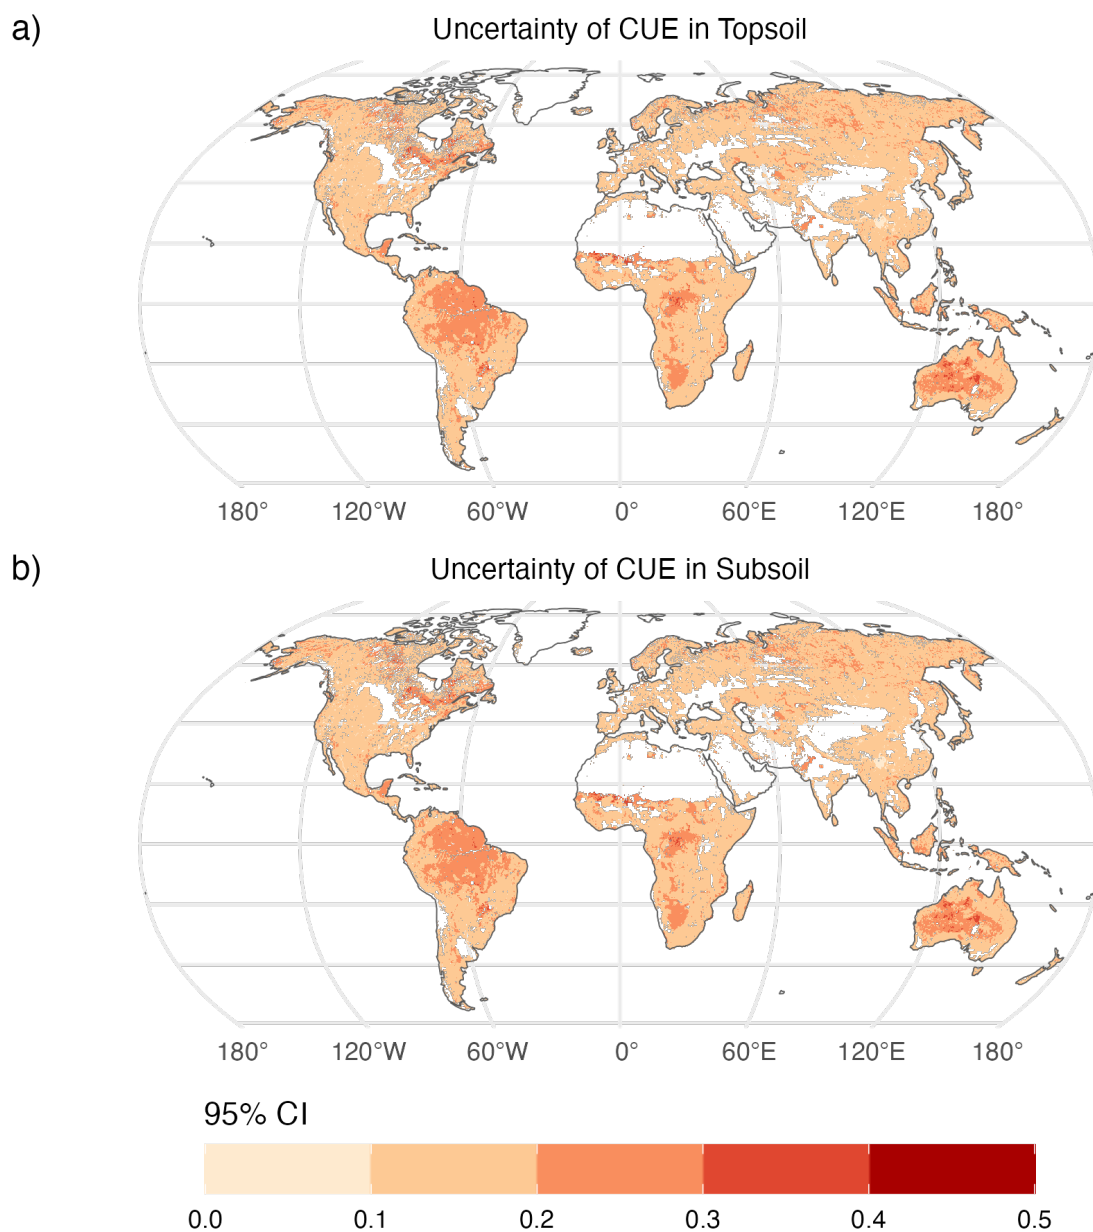 a)
Uncertainty of CUE in Topsoil
180° 120°W 60°W 0° 60°E 120°E 180°
b)
Uncertainty of CUE in Subsoil
180° 120°W 60°W 0° 60°E 120°E 180°
95% CI
0.0 0.1 0.2 0.3 0.4 0.5